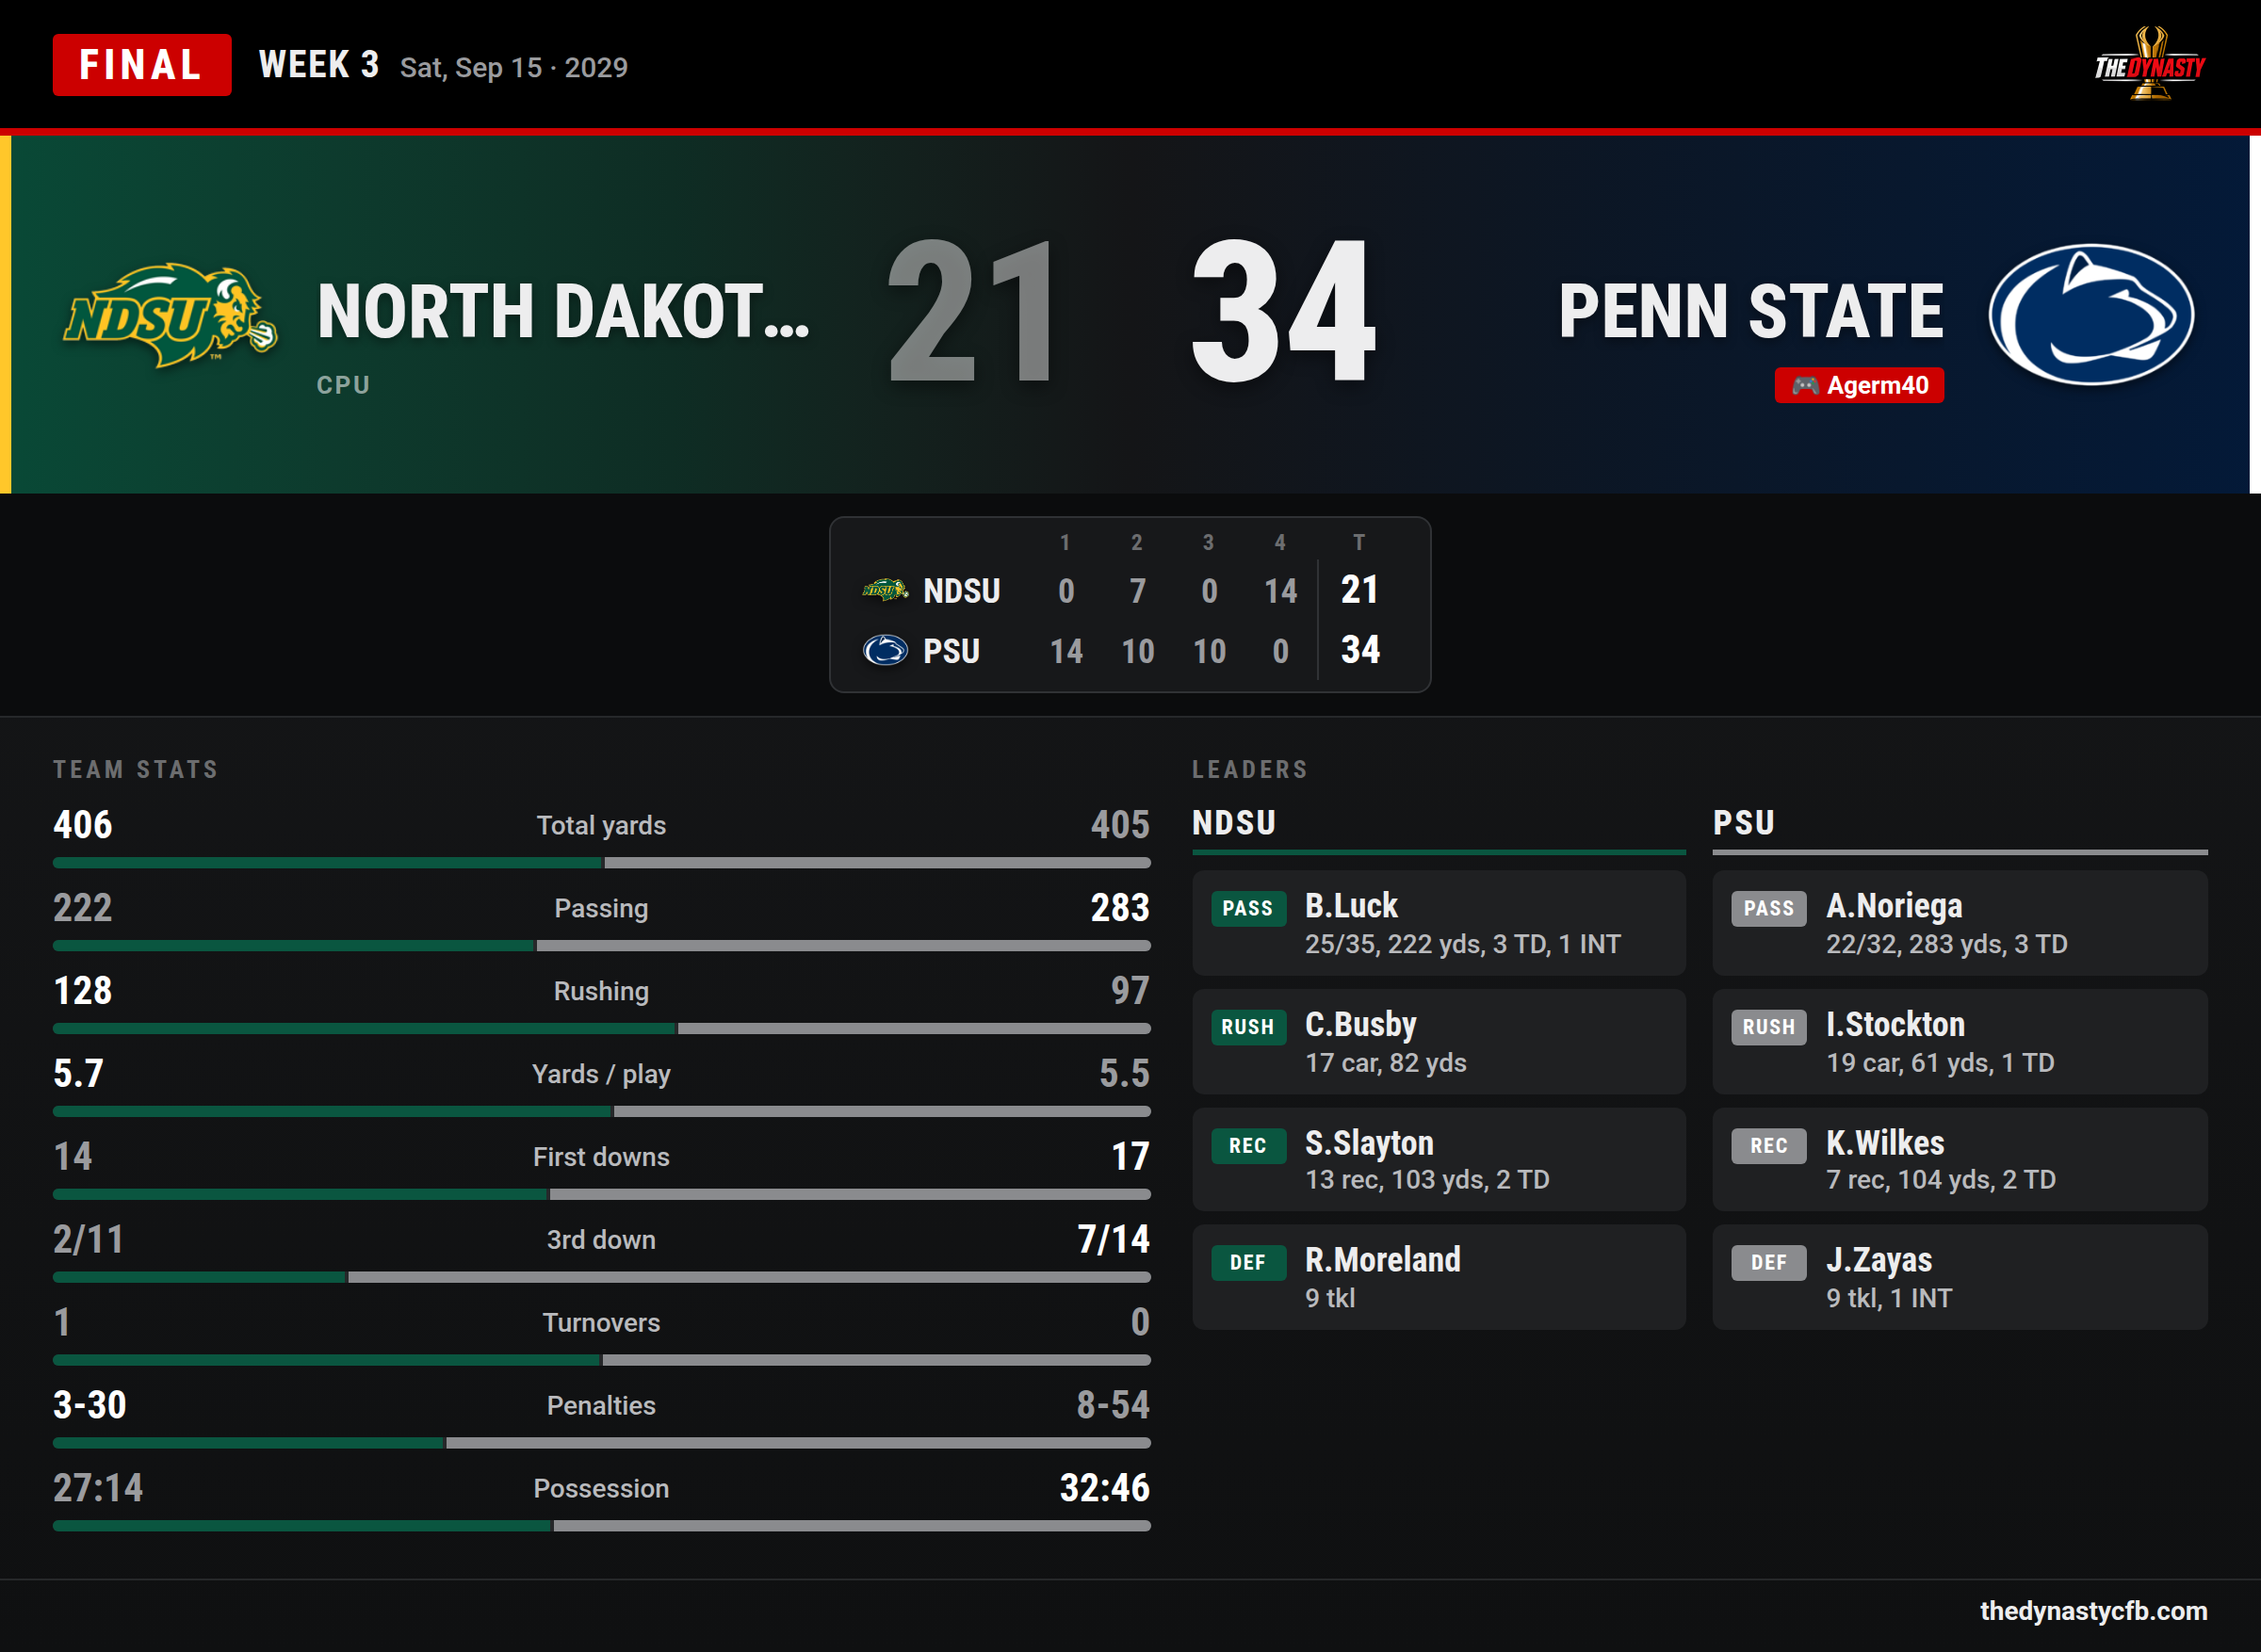 FINAL WEEK 3 Sat, Sep 15 · 2029
THE DYNASTY
NDSU
TM
NORTH DAKOT...
CPU
21 34
PENN STATE
Agerm40
1 2 3 4 T
NDSU NDSU 0 7 0 14 21
PSU 14 10 10 0 34
TEAM STATS
406 Total yards 405
222 Passing 283
128 Rushing 97
5.7 Yards / play 5.5
14 First downs 17
2/11 3rd down 7/14
1 Turnovers 0
3-30 Penalties 8-54
27:14 Possession 32:46
LEADERS
NDSU
PASS B.Luck
25/35, 222 yds, 3 TD, 1 INT
RUSH C.Busby
17 car, 82 yds
REC S.Slayton
13 rec, 103 yds, 2 TD
DEF R.Moreland
9 tkl
PSU
PASS A.Noriega
22/32, 283 yds, 3 TD
RUSH I.Stockton
19 car, 61 yds, 1 TD
REC K.Wilkes
7 rec, 104 yds, 2 TD
DEF J.Zayas
9 tkl, 1 INT
thedynastycfb.com